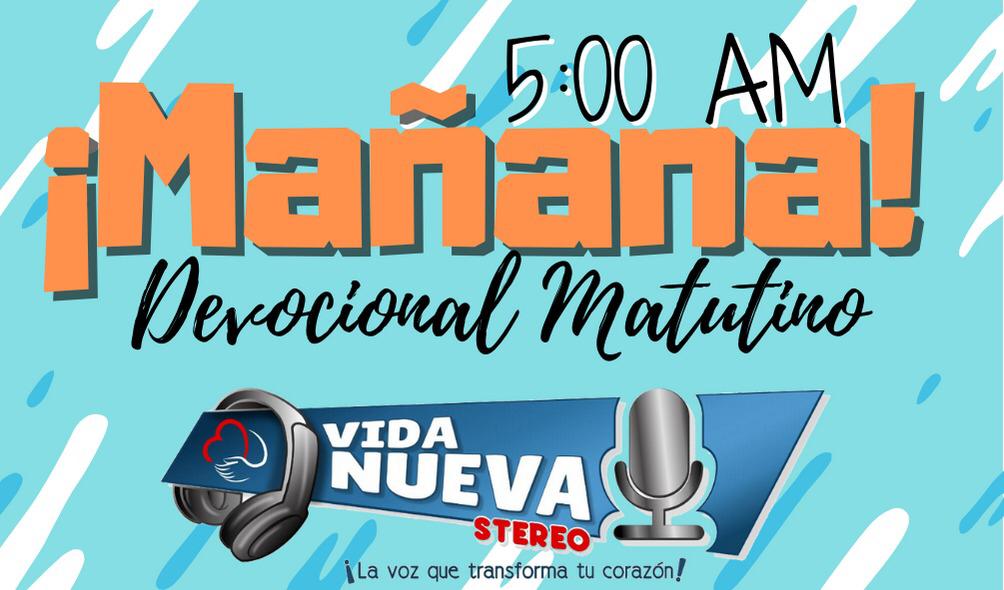 5:00 AM
¡Mañana!
Devocional Matutino
VIDA
NUEVA
STEREO
¡La voz que transforma tu corazón!